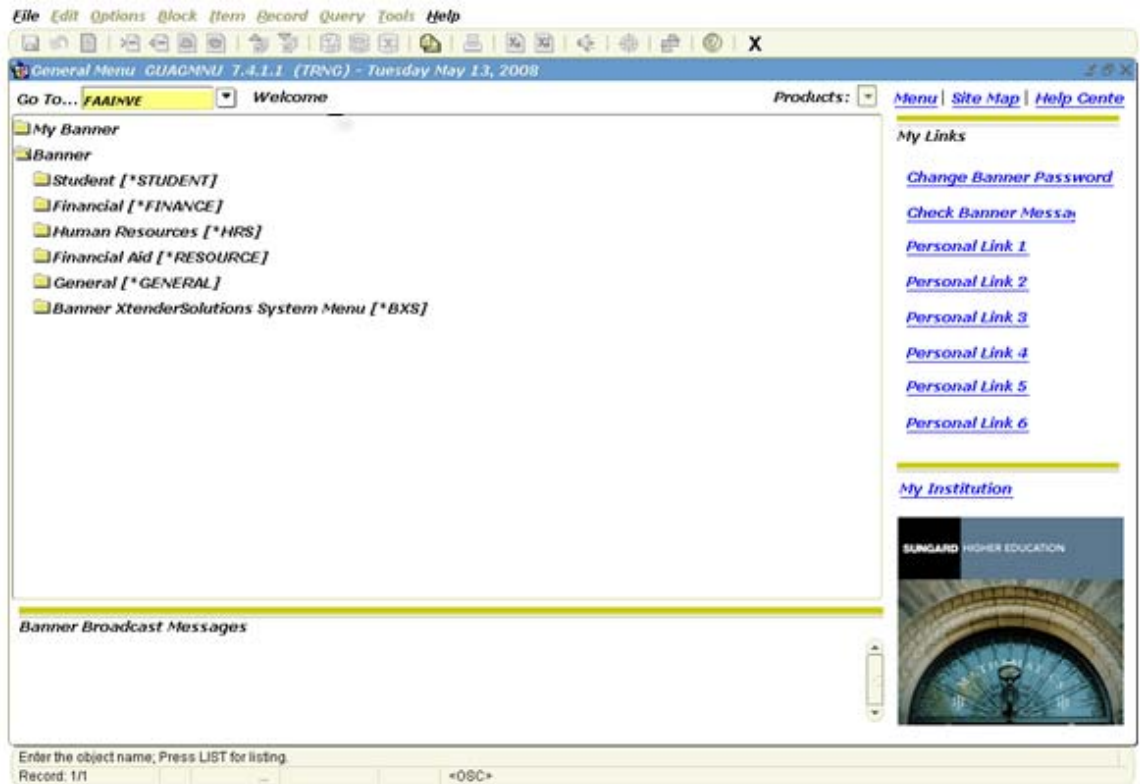 File Edit Options Block Item Record Query Tools Help
General Menu GUAGMNU 7.4.1.1 (TRNG) - Tuesday May 13, 2008
Go To... FAAINVE Welcome Products: Menu | Site Map | Help Cente
My Banner
Banner
Student [*STUDENT]
Financial [*FINANCE]
Human Resources [*HRS]
Financial Aid [*RESOURCE]
General [*GENERAL]
Banner XtenderSolutions System Menu [*BXS]
My Links
Change Banner Password
Check Banner Messa
Personal Link 1
Personal Link 2
Personal Link 3
Personal Link 4
Personal Link 5
Personal Link 6
My Institution
SUNGARD HIGHER EDUCATION
Banner Broadcast Messages
Enter the object name; Press LIST for listing.
Record: 1/1 ... <OSC>